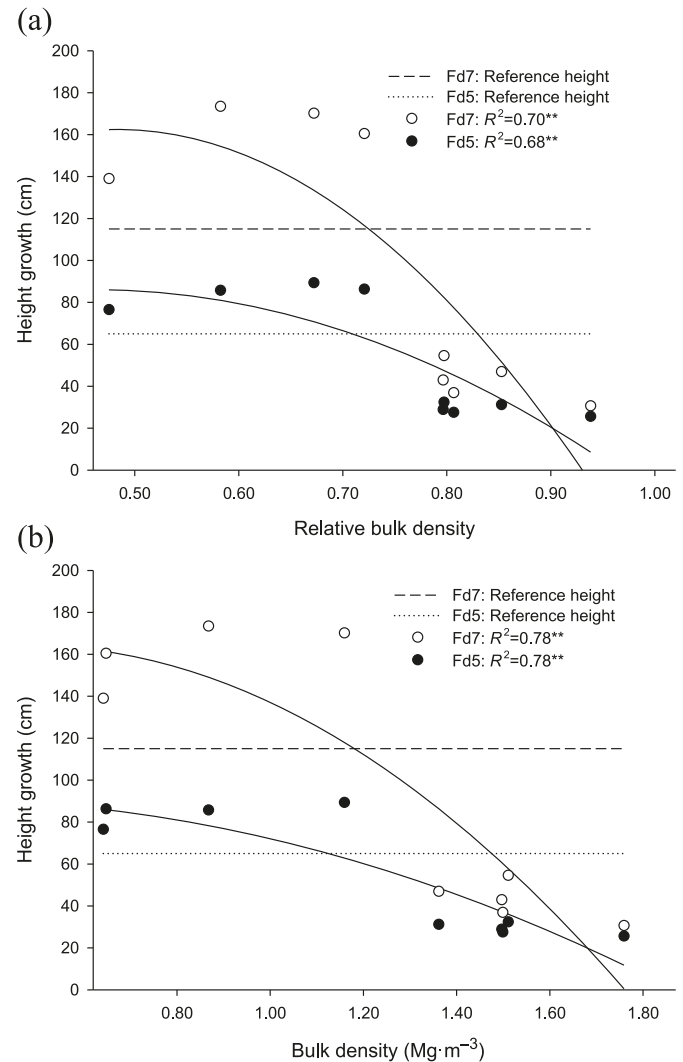 (a)
200
180
160
140
120
100
80
60
40
20
0
Height growth (cm)
Fd7: Reference height
Fd5: Reference height
Fd7: R²=0.70**
Fd5: R²=0.68**
0.50 0.60 0.70 0.80 0.90 1.00
Relative bulk density
(b)
200
180
160
140
120
100
80
60
40
20
0
Height growth (cm)
Fd7: Reference height
Fd5: Reference height
Fd7: R²=0.78**
Fd5: R²=0.78**
0.80 1.00 1.20 1.40 1.60 1.80
Bulk density (Mg·m⁻³)